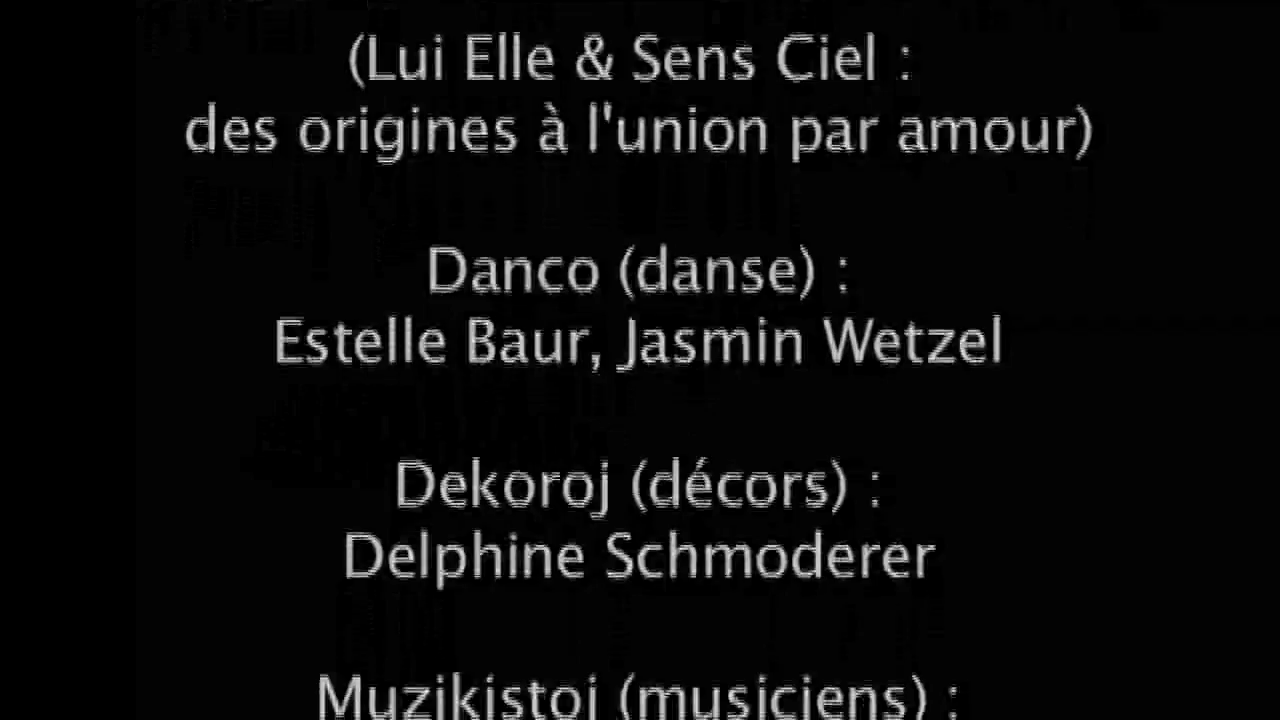 (Lui Elle & Sens Ciel :
des origines à l'union par amour)
Danco (danse) :
Estelle Baur, Jasmin Wetzel
Dekoroj (décors) :
Delphine Schmoderer
Muzikistoj (musiciens) :